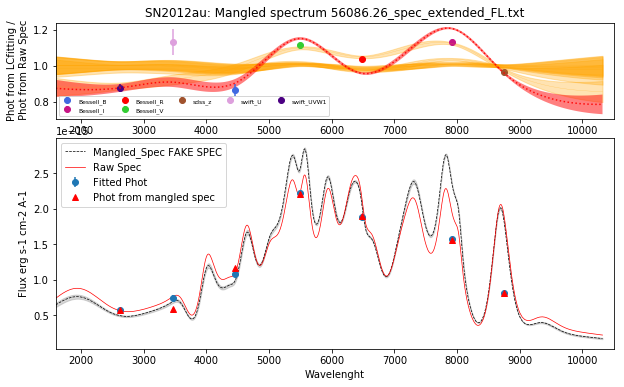 SN2012au: Mangled spectrum 56086.26_spec_extended_FL.txt
Phot from LCfitting /
Phot from Raw Spec
1.2
1.0
0.8
Bessell_B
Bessell_I
Bessell_R
Bessell_V
sdss_z
swift_U
swift_UVW1
2000 3000 4000 5000 6000 7000 8000 9000 10000
1e−15
Flux erg s-1 cm-2 A-1
2.5
2.0
1.5
1.0
0.5
Mangled_Spec FAKE SPEC
Raw Spec
Fitted Phot
Phot from mangled spec
2000 3000 4000 5000 6000 7000 8000 9000 10000
Wavelenght